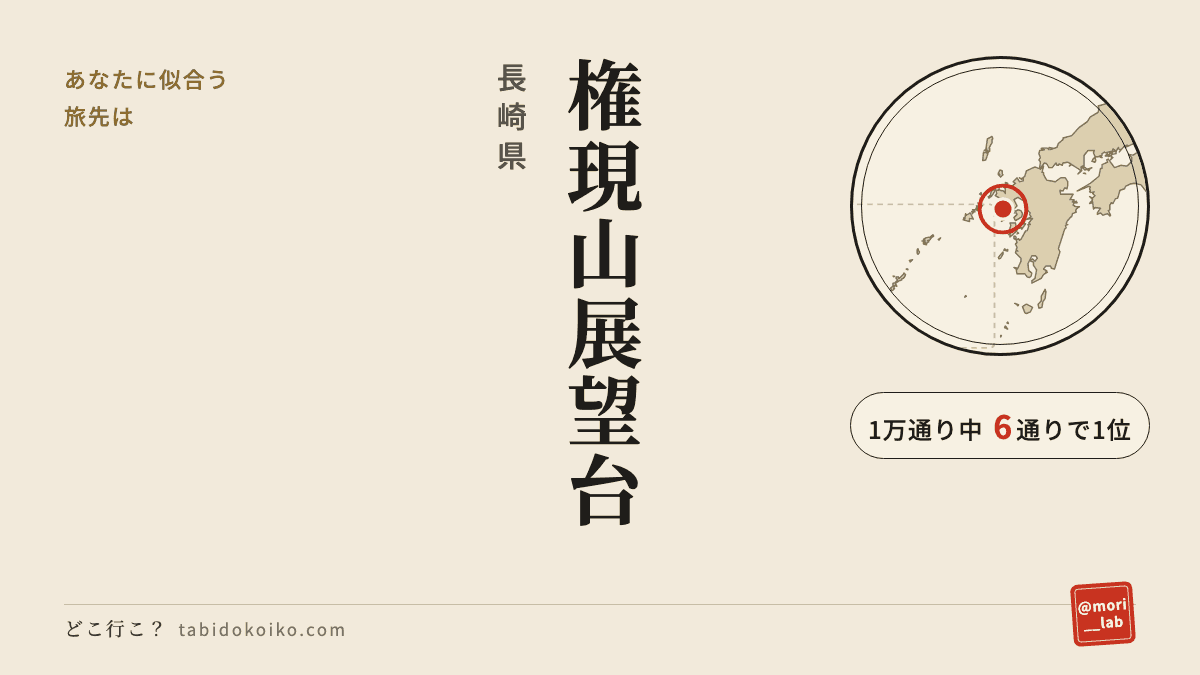 あなたに似合う
旅先は
権現山展望台
長崎県
1万通り中 6通りで1位
どこ行こ？ tabidokoiko.com
@mori
__lab